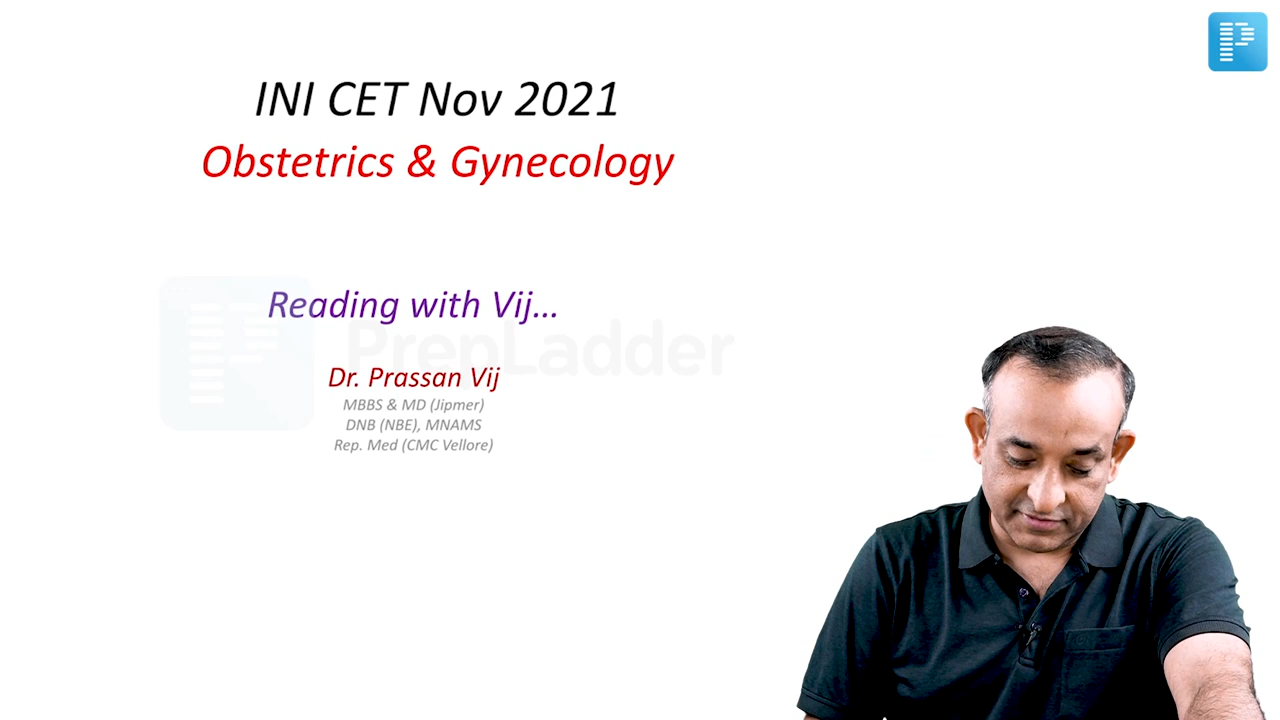 INI CET Nov 2021
Obstetrics & Gynecology
Reading with Vij...
PrepLadder
Dr. Prassan Vij
MBBS & MD (Jipmer)
DNB (NBE), MNAMS
Rep. Med (CMC Vellore)